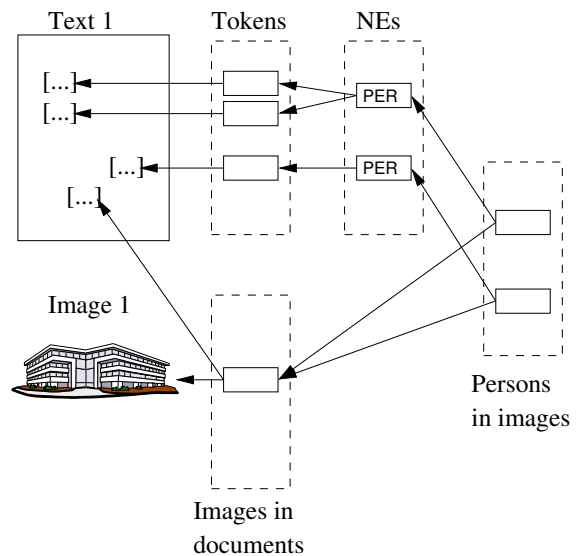 Text 1
Tokens
NEs
[...]
[...]
[...]
[...]
PER
PER
Image 1
Persons
in images
Images in
documents